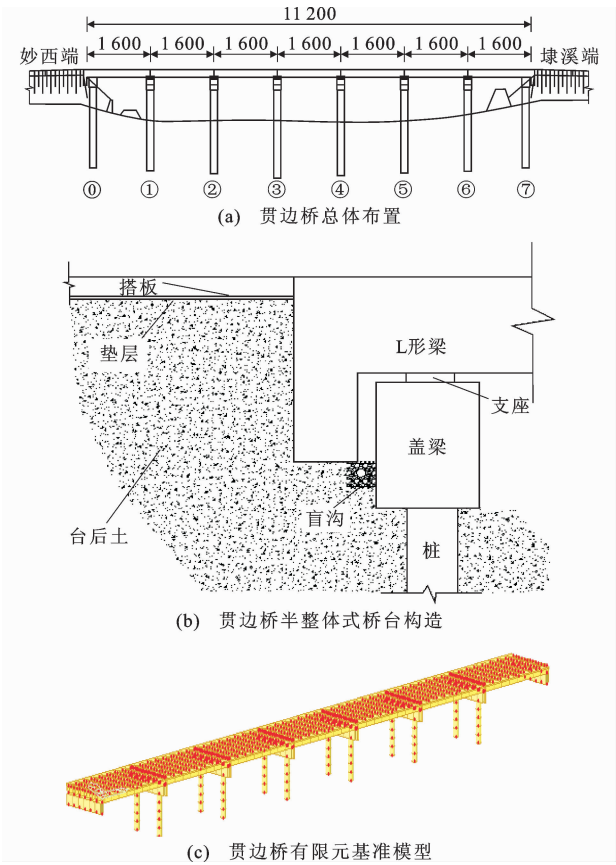 11 200
1 600 1 600 1 600 1 600 1 600 1 600 1 600
妙西端 埭溪端
⓪ ① ② ③ ④ ⑤ ⑥ ⑦
(a) 贯边桥总体布置
搭板
垫层
L形梁
支座
盖梁
台后土
盲沟
桩
(b) 贯边桥半整体式桥台构造
(c) 贯边桥有限元基准模型